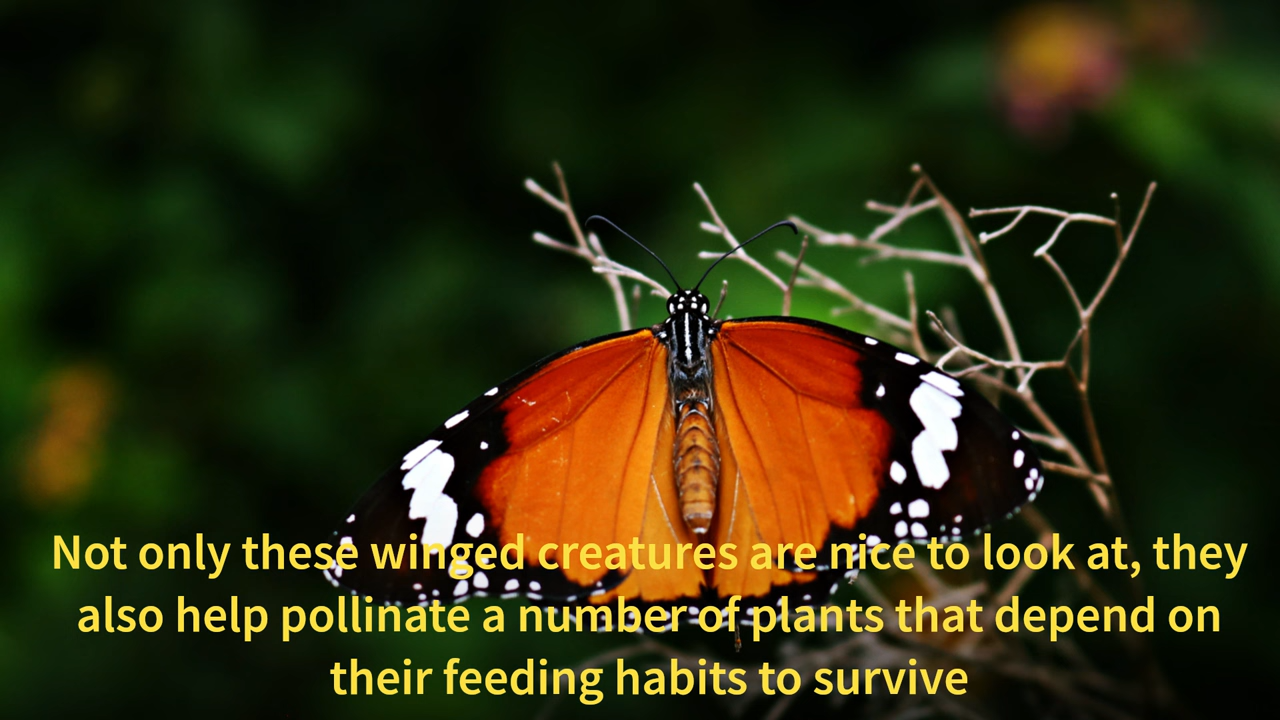 Not only these winged creatures are nice to look at, they
also help pollinate a number of plants that depend on
their feeding habits to survive